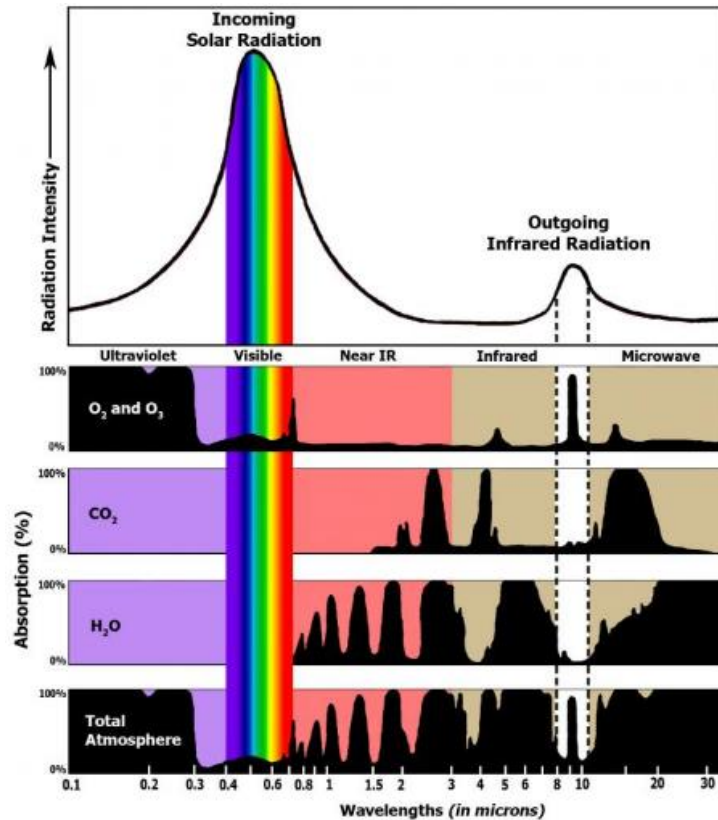 Incoming
Solar Radiation
Radiation Intensity
Outgoing
Infrared Radiation
Ultraviolet Visible Near IR Infrared Microwave
100%
O₂ and O₃
0%
100%
CO₂
0%
Absorption (%)
100%
H₂O
0%
100%
Total
Atmosphere
0%
0.1 0.2 0.4 0.6 0.8 1 1.5 2 3 4 5 6 8 10 20 30
Wavelengths (in microns)